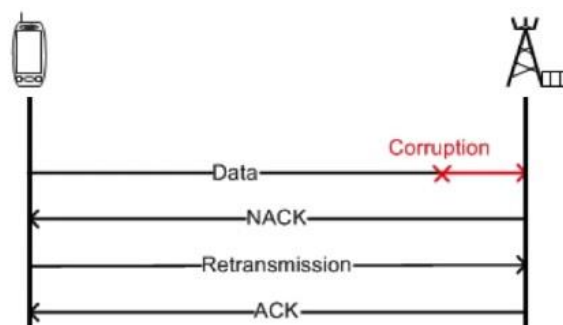 Corruption
Data
NACK
Retransmission
ACK